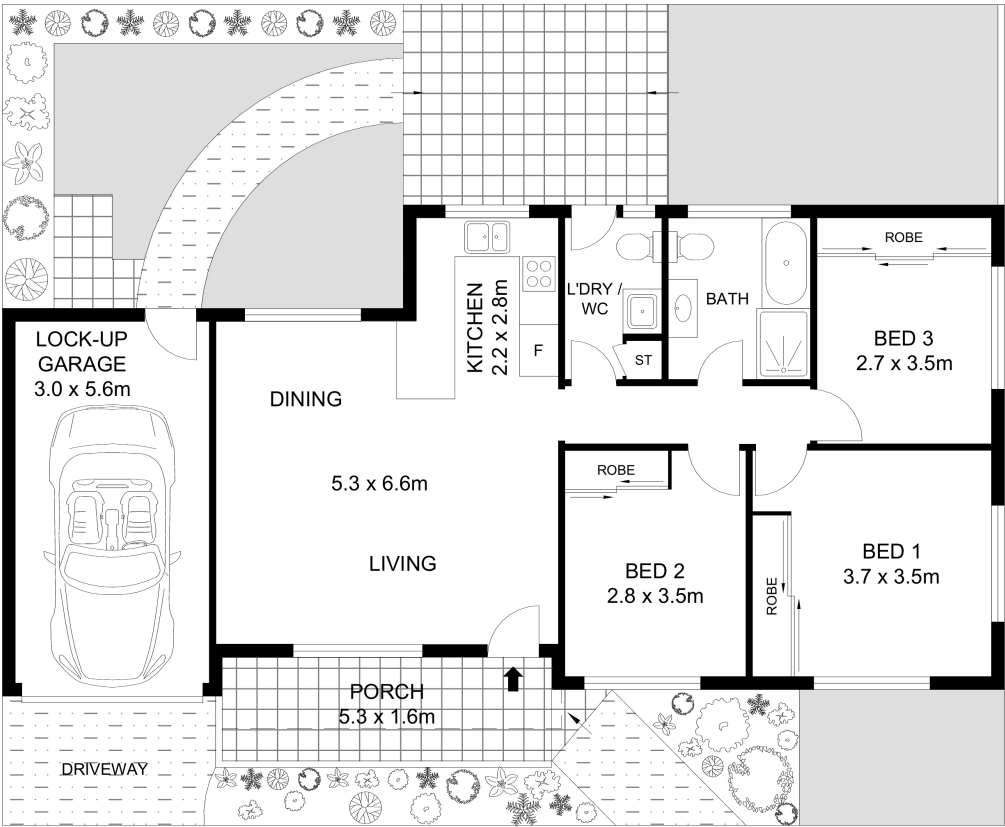 LOCK-UP
GARAGE
3.0 x 5.6m
DINING
5.3 x 6.6m
LIVING
KITCHEN
2.2 x 2.8m
F
L'DRY /
WC
ST
BATH
ROBE
BED 3
2.7 x 3.5m
ROBE
BED 2
2.8 x 3.5m
ROBE
BED 1
3.7 x 3.5m
PORCH
5.3 x 1.6m
DRIVEWAY